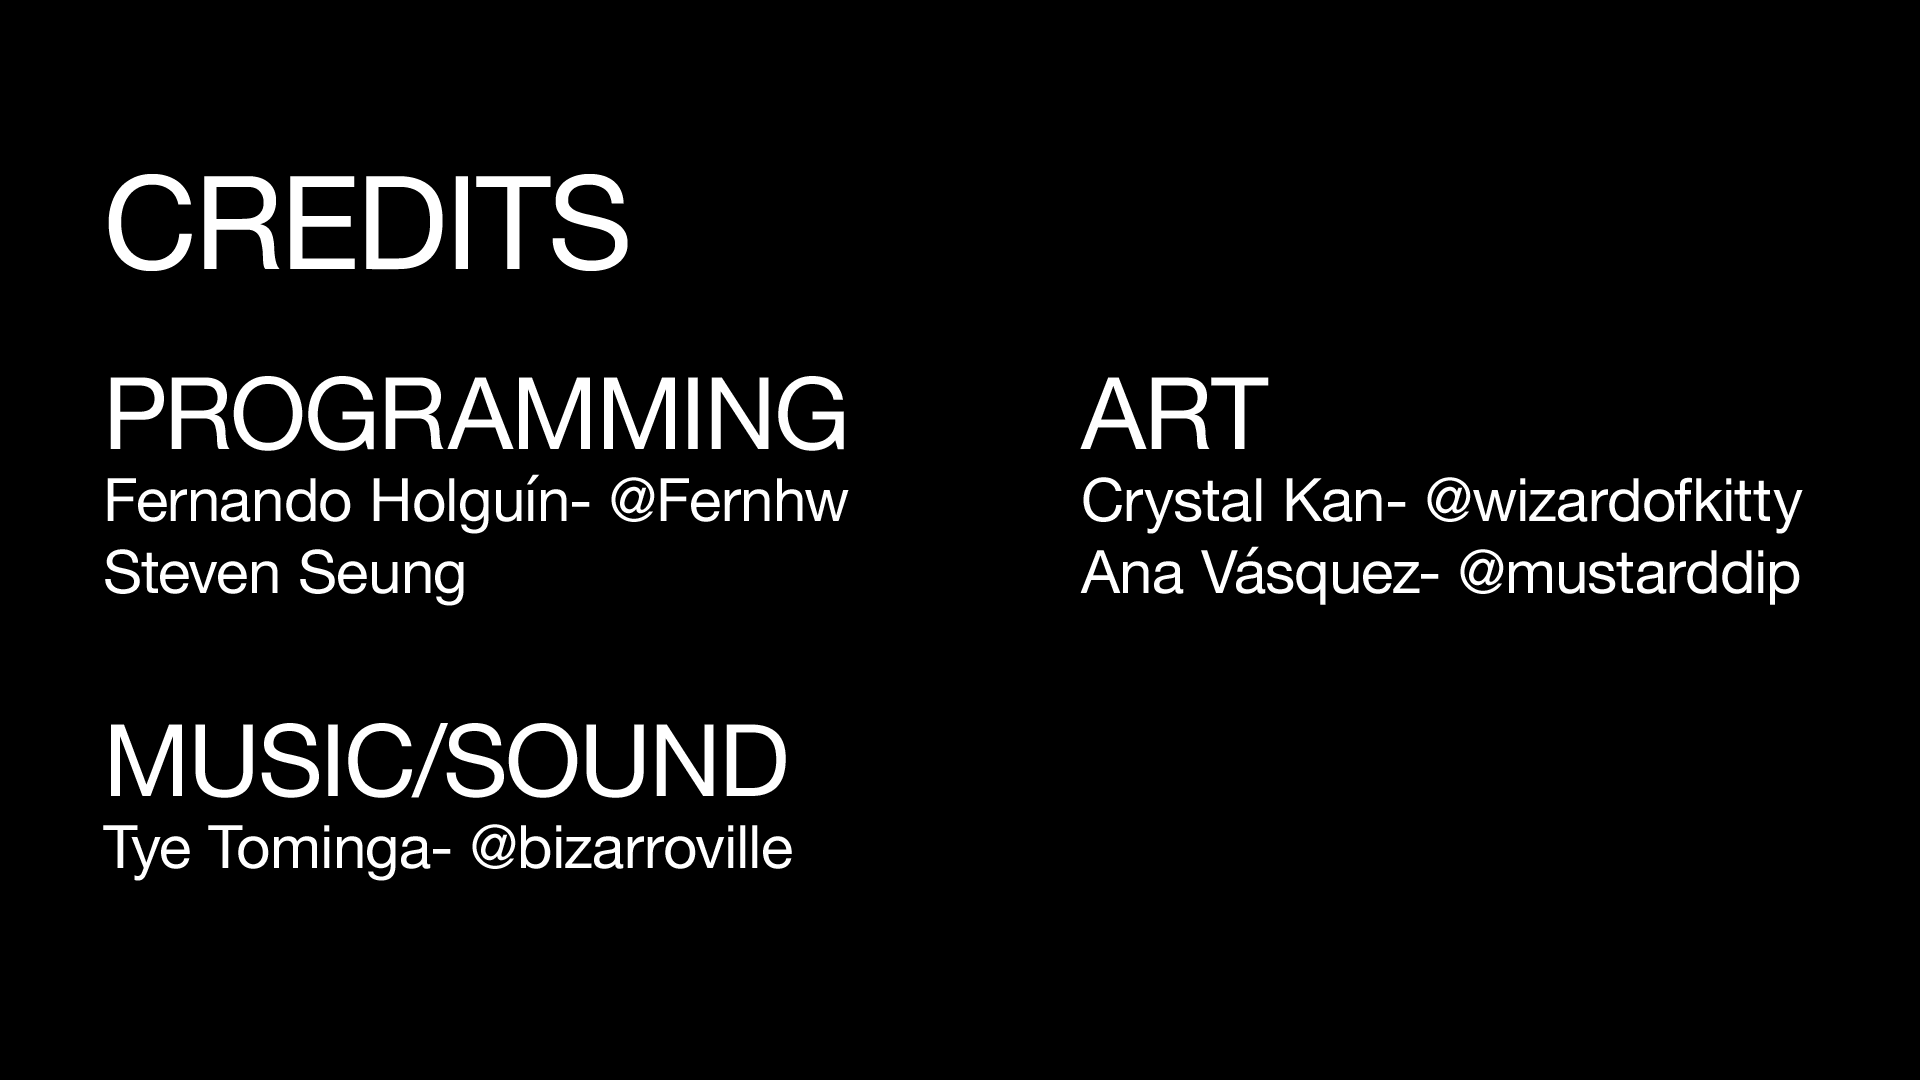 CREDITS
PROGRAMMING
Fernando Holguín- @Fernhw
Steven Seung
ART
Crystal Kan- @wizardofkitty
Ana Vásquez- @mustarddip
MUSIC/SOUND
Tye Tominga- @bizarroville